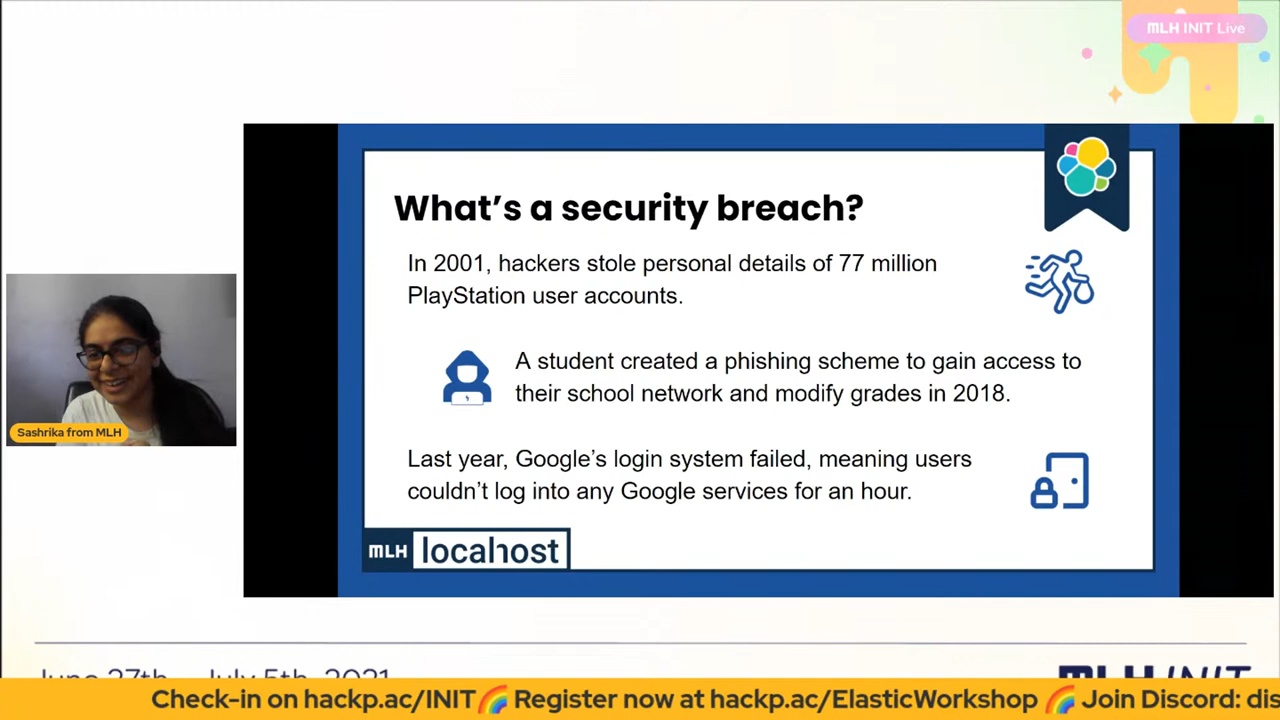 MLH INIT Live
What's a security breach?
In 2001, hackers stole personal details of 77 million
PlayStation user accounts.
A student created a phishing scheme to gain access to
their school network and modify grades in 2018.
Last year, Google's login system failed, meaning users
couldn't log into any Google services for an hour.
Sashrika from MLH
MLH localhost
June 27th - July 5th, 2021
MLH INIT
Check-in on hackp.ac/INIT🌈 Register now at hackp.ac/ElasticWorkshop 🌈 Join Discord: dis